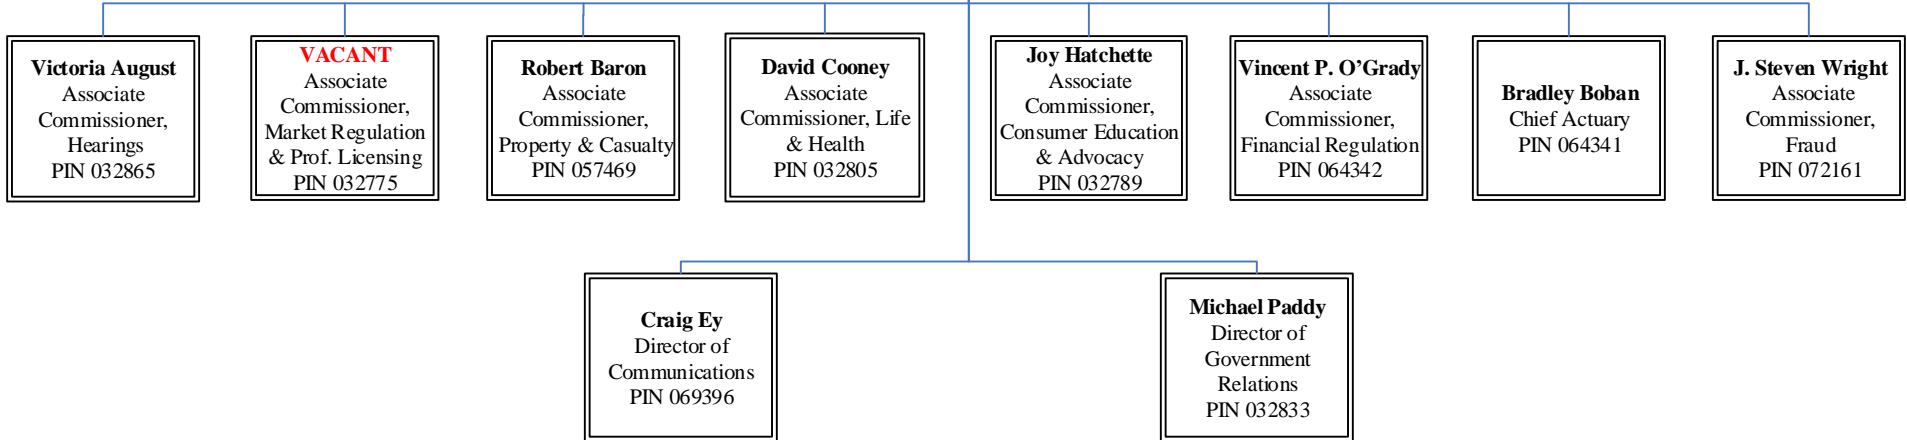 Victoria August
Associate
Commissioner,
Hearings
PIN 032865
VACANT
Associate
Commissioner,
Market Regulation
& Prof. Licensing
PIN 032775
Robert Baron
Associate
Commissioner,
Property & Casualty
PIN 057469
David Cooney
Associate
Commissioner, Life
& Health
PIN 032805
Joy Hatchette
Associate
Commissioner,
Consumer Education
& Advocacy
PIN 032789
Vincent P. O’Grady
Associate
Commissioner,
Financial Regulation
PIN 064342
Bradley Boban
Chief Actuary
PIN 064341
J. Steven Wright
Associate
Commissioner,
Fraud
PIN 072161
Craig Ey
Director of
Communications
PIN 069396
Michael Paddy
Director of
Government
Relations
PIN 032833